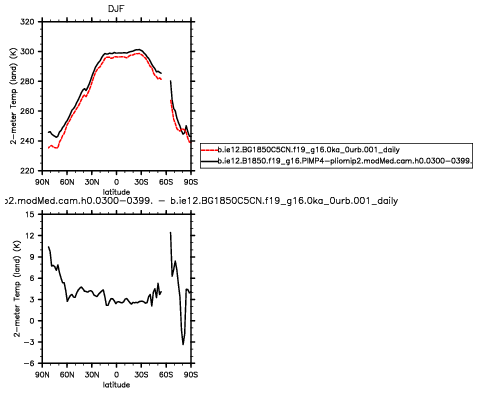 DJF
2-meter Temp (land) (K)
320
300
280
260
240
220
90N 60N 30N 0 30S 60S 90S
latitude
b.ie12.BG1850C5CN.f19_g16.0ka_0urb.001_daily
b.ie12.B1850.f19_g16.PlMP4-pliomip2.modMed.cam.h0.0300-0399.
o2.modMed.cam.h0.0300-0399. - b.ie12.BG1850C5CN.f19_g16.0ka_0urb.001_daily
2-meter Temp (land) (K)
15
12
9
6
3
0
-3
-6
90N 60N 30N 0 30S 60S 90S
latitude